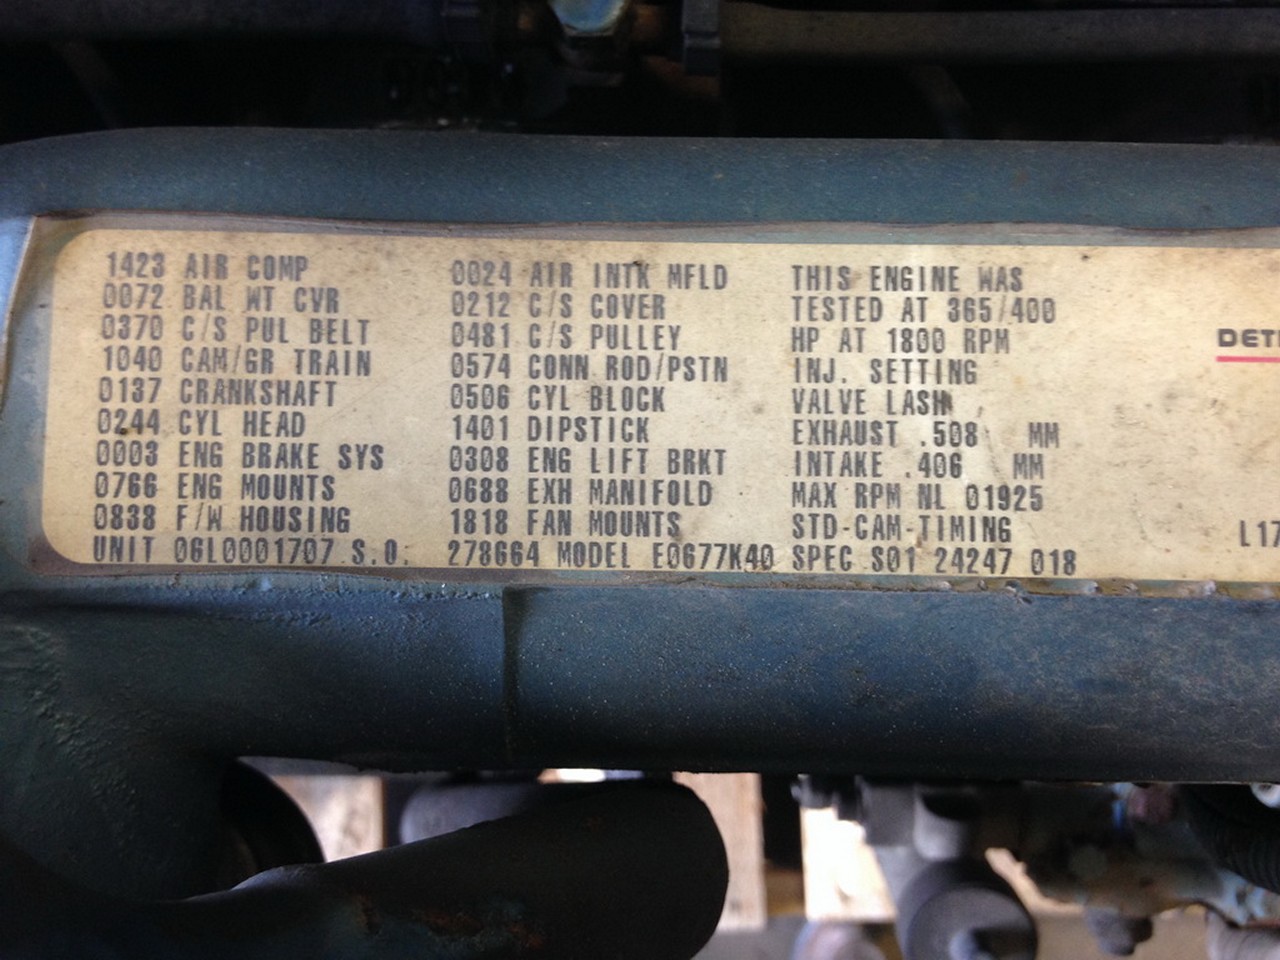 1423 AIR COMP 0024 AIR INTK MFLD THIS ENGINE WAS
0072 BAL WT CVR 0212 C/S COVER TESTED AT 365/400
0370 C/S PUL BELT 0481 C/S PULLEY HP AT 1800 RPM
1040 CAM/GR TRAIN 0574 CONN ROD/PSTN INJ. SETTING
0137 CRANKSHAFT 0506 CYL BLOCK VALVE LASH
0244 CYL HEAD 1401 DIPSTICK EXHAUST .508 MM
0003 ENG BRAKE SYS 0308 ENG LIFT BRKT INTAKE .406 MM
0766 ENG MOUNTS 0688 EXH MANIFOLD MAX RPM NL 01925
0838 F/W HOUSING 1818 FAN MOUNTS STD-CAM-TIMING
UNIT 06L0001707 S.O. 278664 MODEL E0677K40 SPEC S01 24247 018
DET
L17